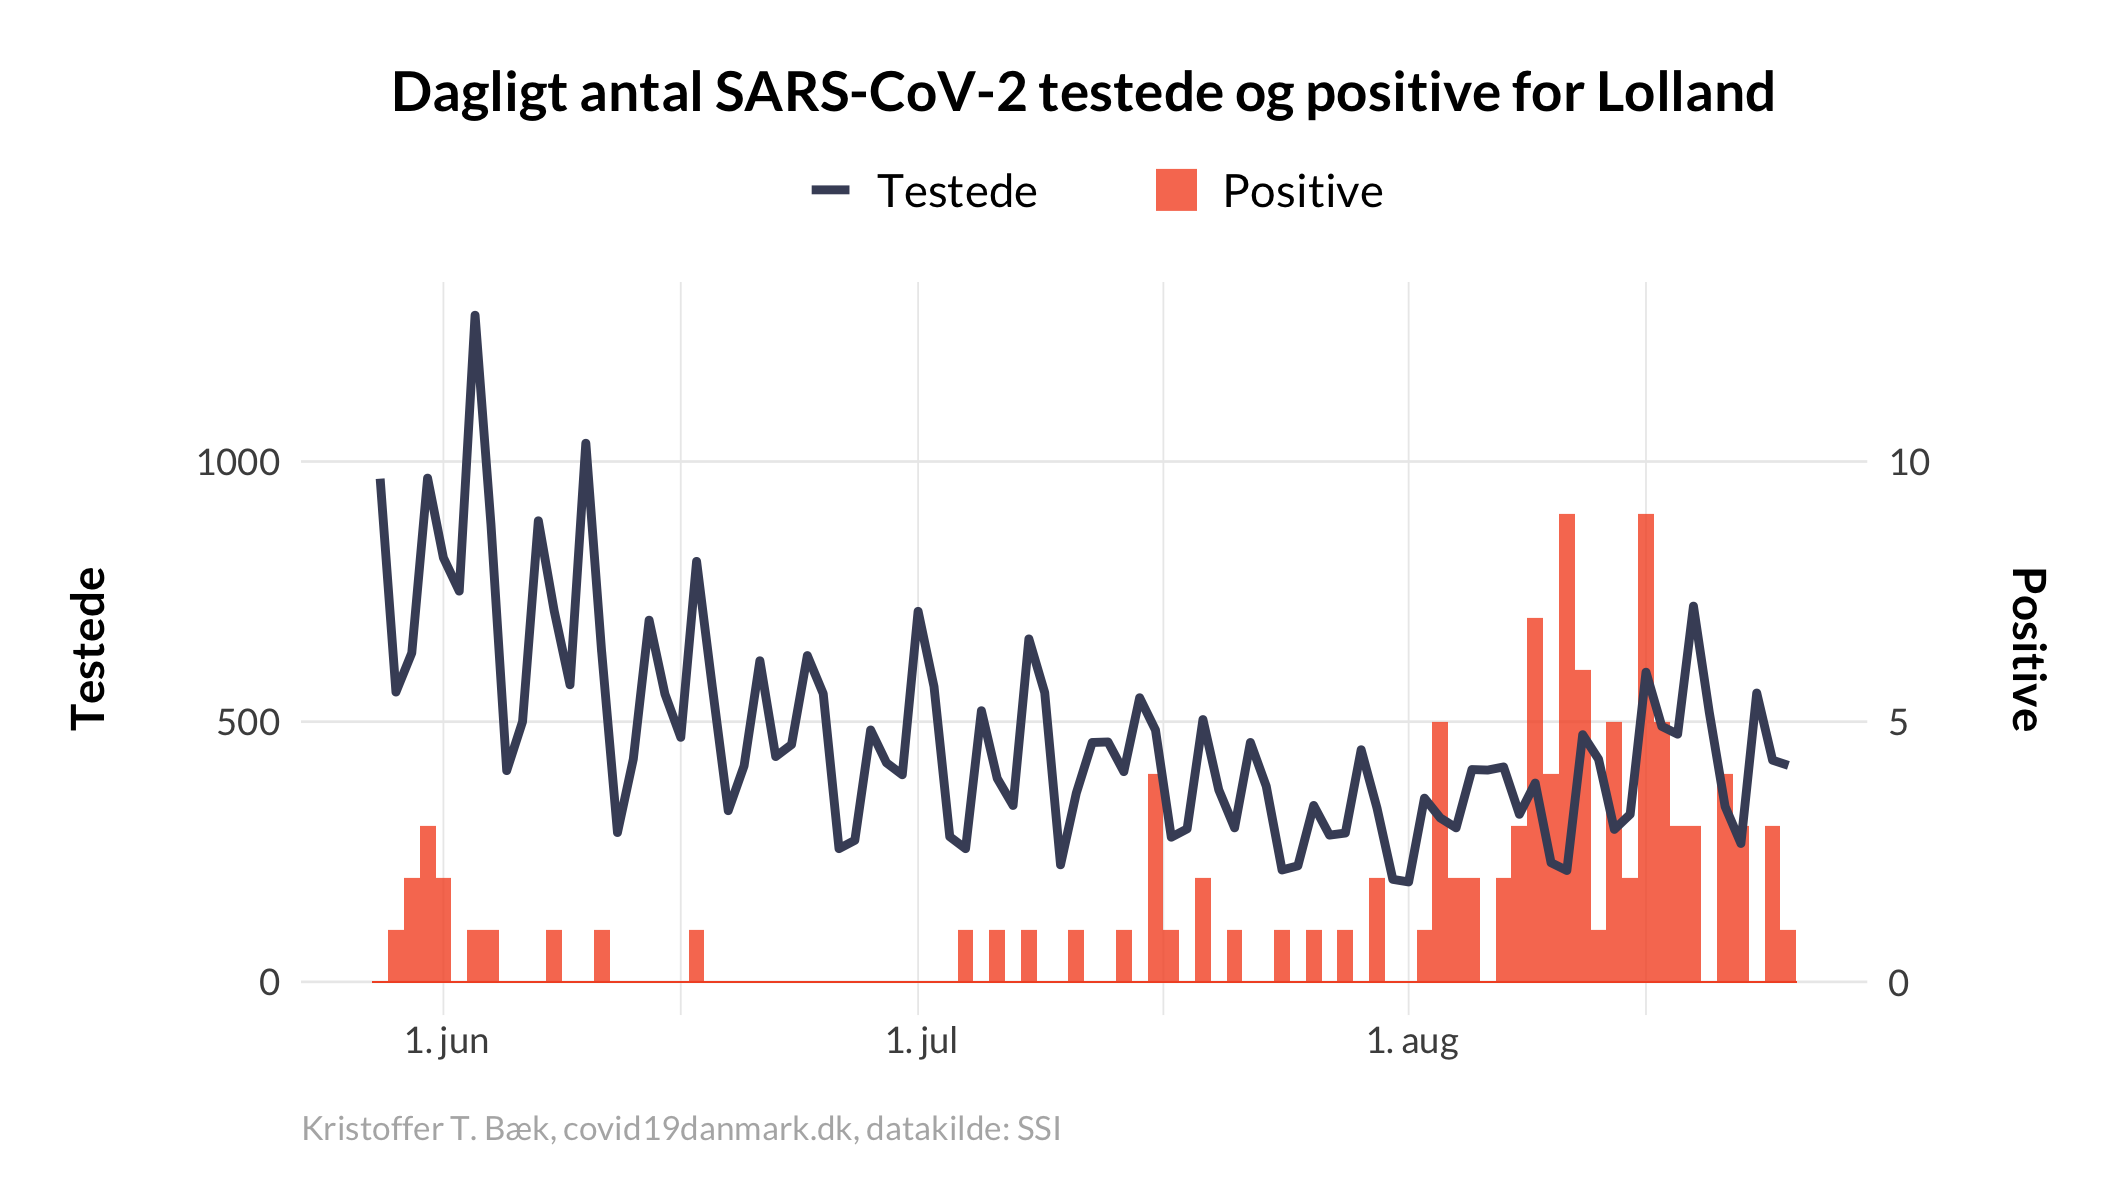 Dagligt antal SARS-CoV-2 testede og positive for Lolland
Testede
Positive
1000
500
0
10
5
0
Testede
Positive
1. jun
1. jul
1. aug
Kristoffer T. Bæk, covid19danmark.dk, datakilde: SSI